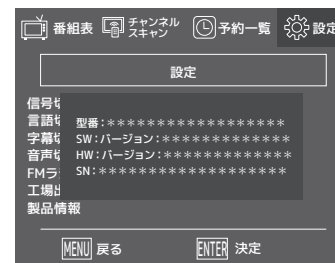 番組表 チャンネルスキャン 予約一覧 設定
設定
信号
言語
字幕
音声
FMラ
工場出
製品情報
型番:******************
SW:バージョン:*************
HW:バージョン:*************
SN:*******************
MENU 戻る ENTER 決定